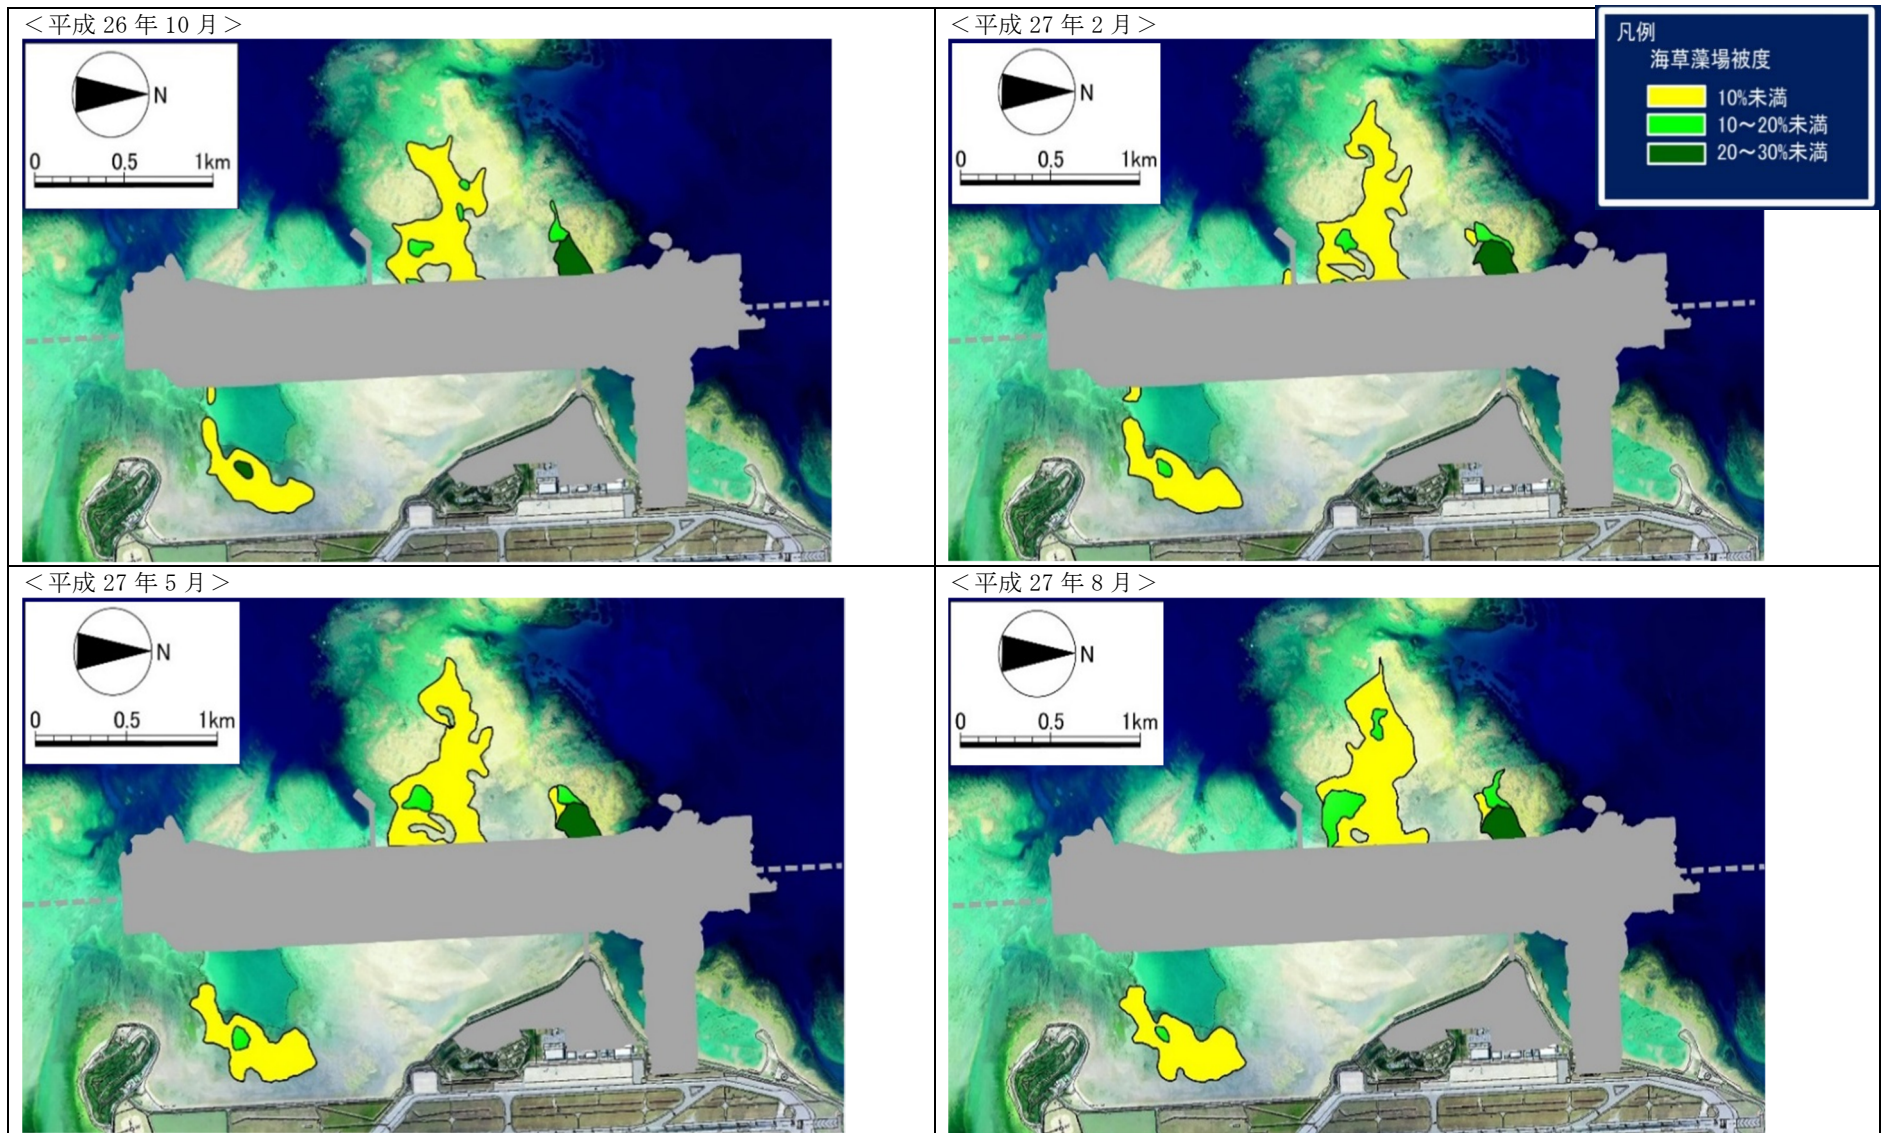 ＜平成 26 年 10 月＞
N
0 0.5 1km
＜平成 27 年 2 月＞
N
0 0.5 1km
凡例
海草藻場被度
10%未満
10～20%未満
20～30%未満
＜平成 27 年 5 月＞
N
0 0.5 1km
＜平成 27 年 8 月＞
N
0 0.5 1km